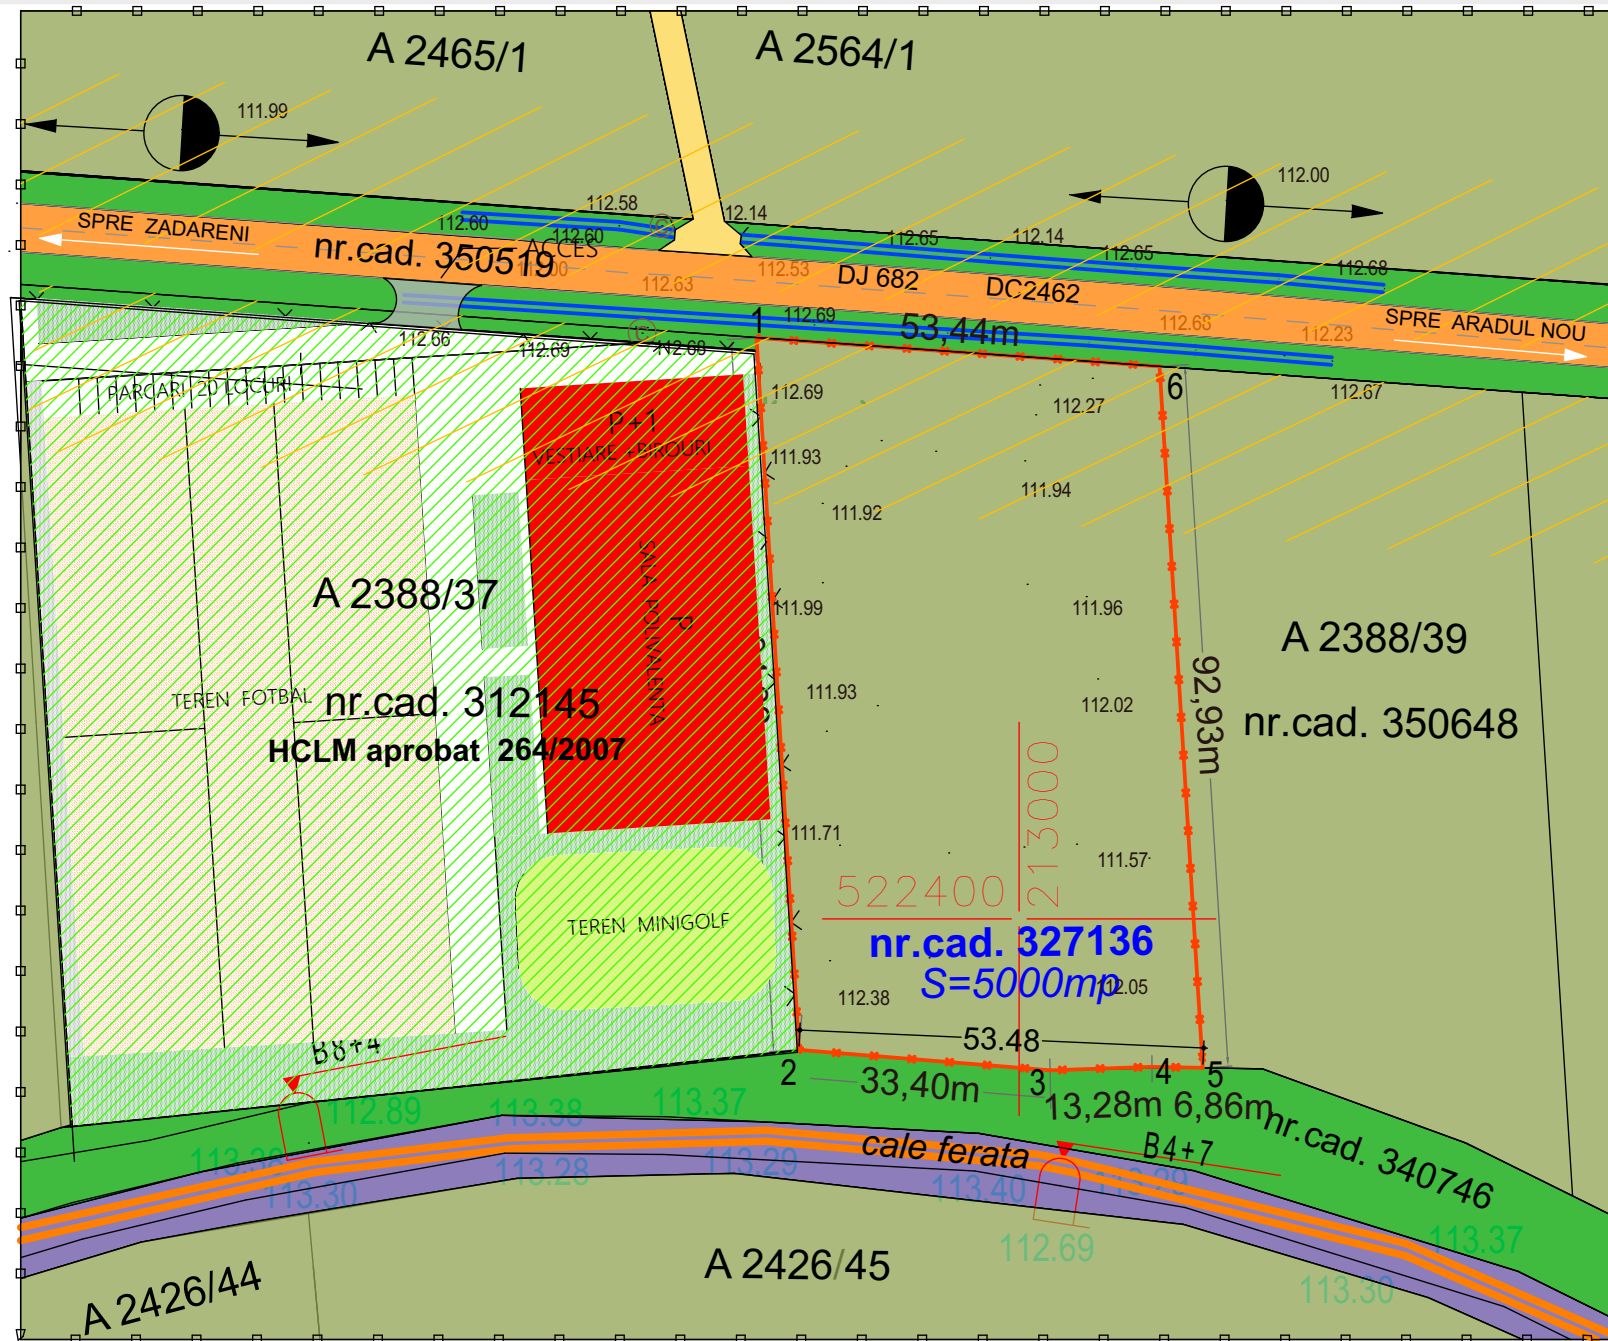 A 2465/1
A 2564/1
111.99
112.00
112.58
112.60
112.60
12.14
112.65
112.14
112.65
112.68
SPRE ZADARENI
nr.cad. 350519
ACCES
112.53
112.63
DJ 682
DC2462
112.68
112.23
SPRE ARADUL NOU
1
112.69
53,44m
112.66
112.69
112.68
6
PARCARI 20 LOCURI
112.69
112.27
112.67
P+1
VESTIARE +BIROURI
111.93
111.94
111.92
SALA POLIVALENTA
P
A 2388/37
111.99
111.96
A 2388/39
TEREN FOTBAL
nr.cad. 312145
111.93
112.02
92,93m
nr.cad. 350648
HCLM aprobat 264/2007
213000
111.71
111.57
522400
TEREN MINIGOLF
nr.cad. 327136
S=5000mp
112.38
112.05
B8+4
53.48
2
3
4
5
33,40m
13,28m
6,86m
112.89
113.38
113.37
nr.cad. 340746
cale ferata
B4+7
113.30
113.28
113.29
113.40
113.29
112.69
113.37
113.30
A 2426/44
A 2426/45